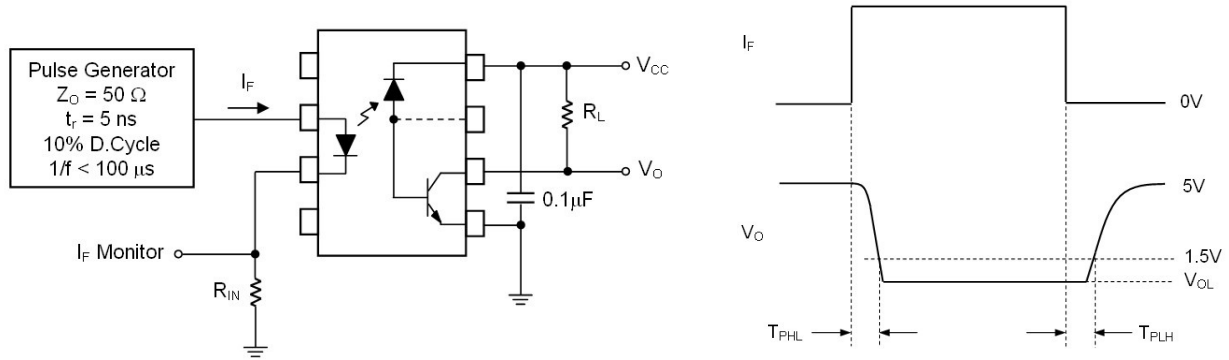 Pulse Generator
Z_O = 50 Ω
t_r = 5 ns
10% D.Cycle
1/f < 100 μs
I_F
I_F Monitor
R_IN
V_CC
R_L
V_O
0.1μF
I_F
0V
5V
V_O
1.5V
V_OL
T_PHL
T_PLH